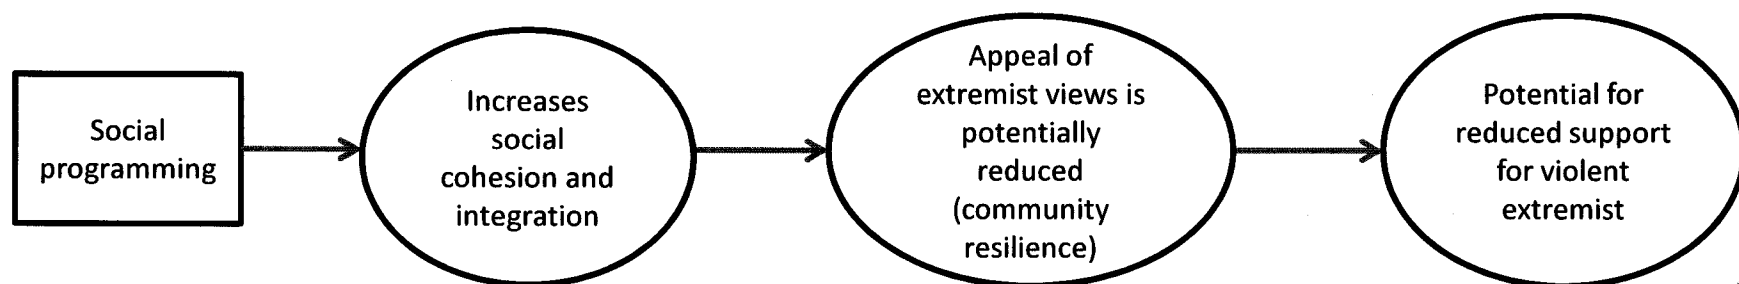 Social
programming
Increases
social
cohesion and
integration
Appeal of
extremist views is
potentially
reduced
(community
resilience)
Potential for
reduced support
for violent
extremist